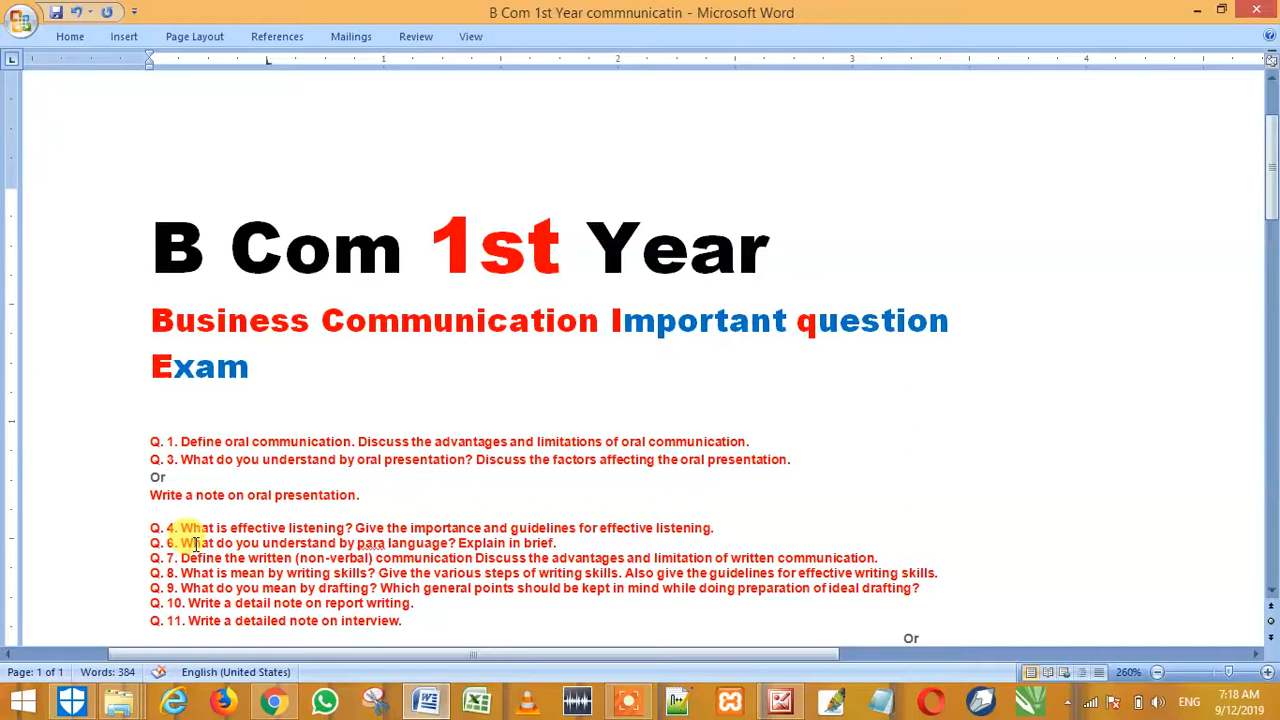 B Com 1st Year commnunicatin - Microsoft Word
Home Insert Page Layout References Mailings Review View
1 2 3 4
B Com 1st Year
Business Communication Important question
Exam
Q. 1. Define oral communication. Discuss the advantages and limitations of oral communication.
Q. 3. What do you understand by oral presentation? Discuss the factors affecting the oral presentation.
Or
Write a note on oral presentation.
Q. 4. What is effective listening? Give the importance and guidelines for effective listening.
Q. 6. What do you understand by para language? Explain in brief.
Q. 7. Define the written (non-verbal) communication Discuss the advantages and limitation of written communication.
Q. 8. What is mean by writing skills? Give the various steps of writing skills. Also give the guidelines for effective writing skills.
Q. 9. What do you mean by drafting? Which general points should be kept in mind while doing preparation of ideal drafting?
Q. 10. Write a detail note on report writing.
Q. 11. Write a detailed note on interview.
Or
Page: 1 of 1 Words: 384 English (United States) 260%
ENG 7:18 AM
9/12/2019